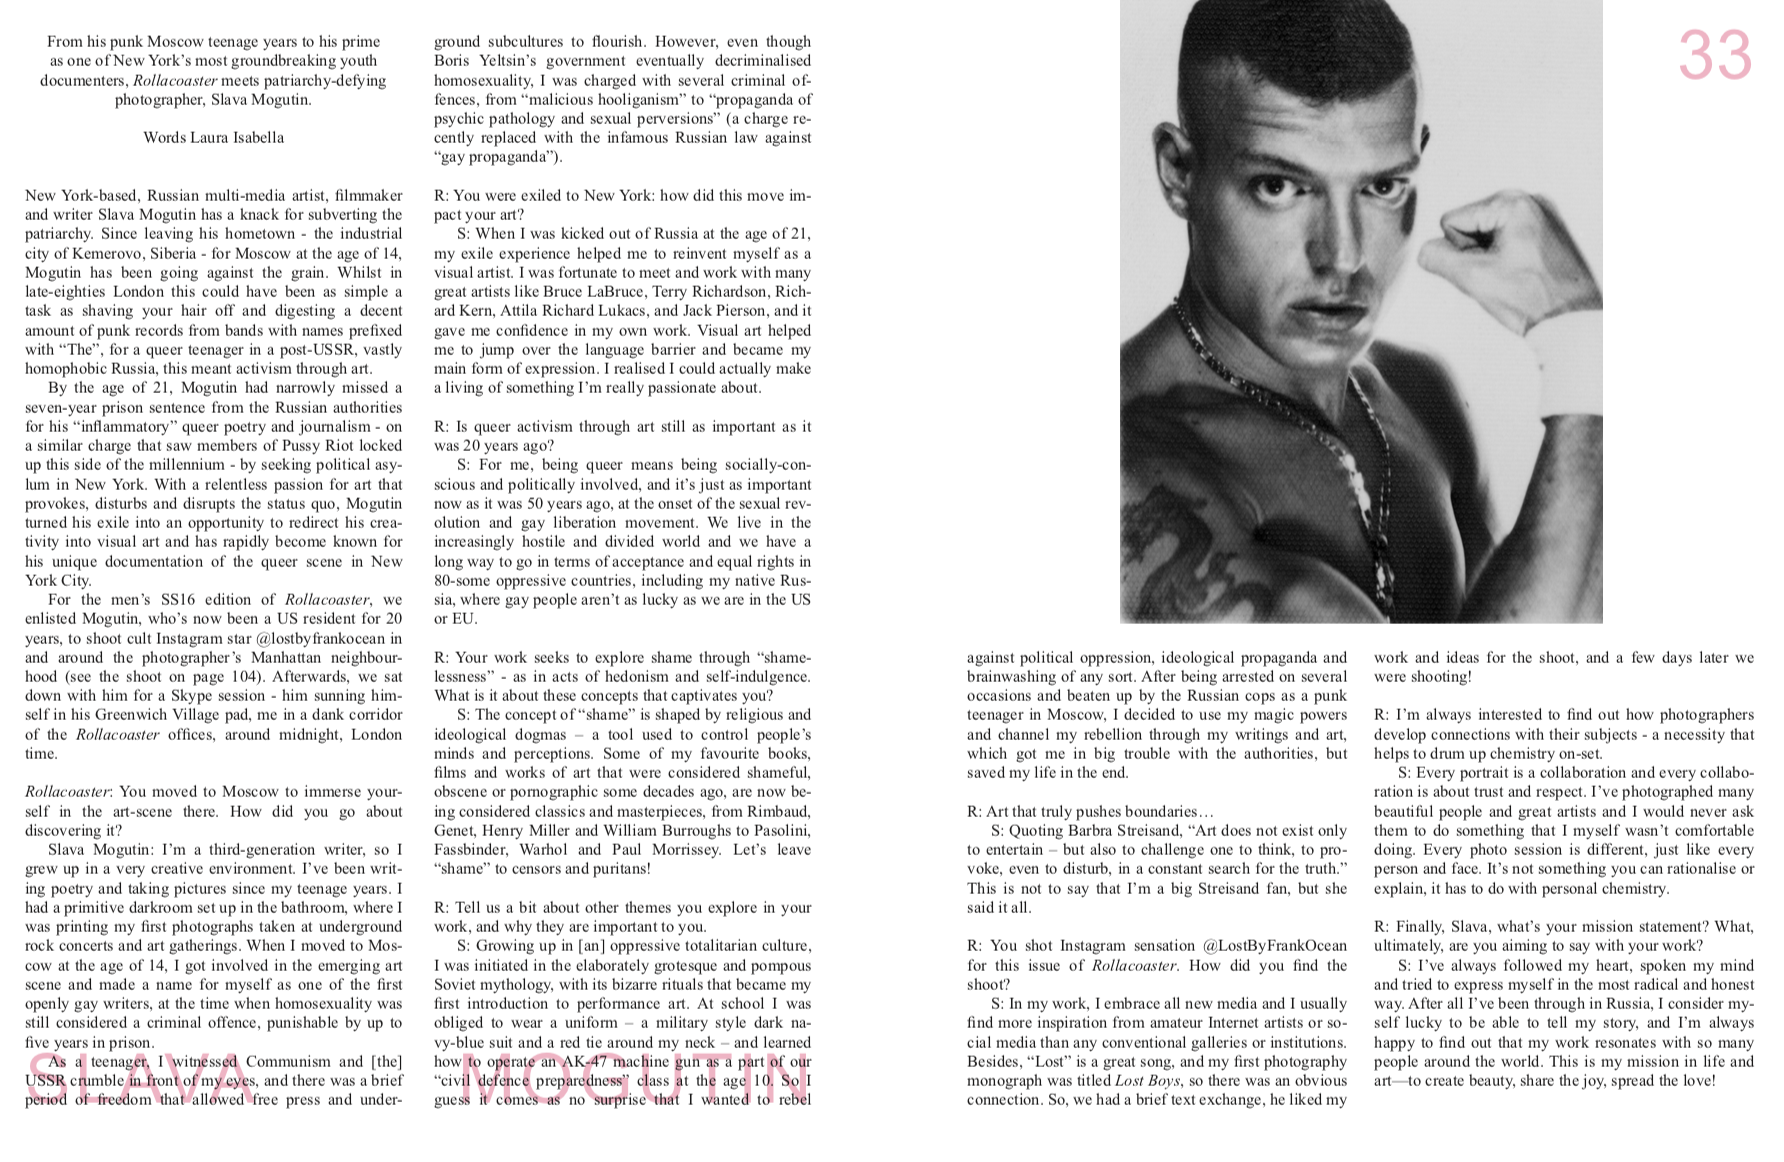 From his punk Moscow teenage years to his prime
as one of New York’s most groundbreaking youth
documenters, Rollacoaster meets patriarchy-defying
photographer, Slava Mogutin.
Words Laura Isabella
New York-based, Russian multi-media artist, filmmaker
and writer Slava Mogutin has a knack for subverting the
patriarchy. Since leaving his hometown - the industrial
city of Kemerovo, Siberia - for Moscow at the age of 14,
Mogutin has been going against the grain. Whilst in
late-eighties London this could have been as simple a
task as shaving your hair off and digesting a decent
amount of punk records from bands with names prefixed
with “The”, for a queer teenager in a post-USSR, vastly
homophobic Russia, this meant activism through art.
By the age of 21, Mogutin had narrowly missed a
seven-year prison sentence from the Russian authorities
for his “inflammatory” queer poetry and journalism - on
a similar charge that saw members of Pussy Riot locked
up this side of the millennium - by seeking political asy-
lum in New York. With a relentless passion for art that
provokes, disturbs and disrupts the status quo, Mogutin
turned his exile into an opportunity to redirect his crea-
tivity into visual art and has rapidly become known for
his unique documentation of the queer scene in New
York City.
For the men’s SS16 edition of Rollacoaster, we
enlisted Mogutin, who’s now been a US resident for 20
years, to shoot cult Instagram star @lostbyfrankocean in
and around the photographer’s Manhattan neighbour-
hood (see the shoot on page 104). Afterwards, we sat
down with him for a Skype session - him sunning him-
self in his Greenwich Village pad, me in a dank corridor
of the Rollacoaster offices, around midnight, London
time.
Rollacoaster: You moved to Moscow to immerse your-
self in the art-scene there. How did you go about
discovering it?
Slava Mogutin: I’m a third-generation writer, so I
grew up in a very creative environment. I’ve been writ-
ing poetry and taking pictures since my teenage years. I
had a primitive darkroom set up in the bathroom, where I
was printing my first photographs taken at underground
rock concerts and art gatherings. When I moved to Mos-
cow at the age of 14, I got involved in the emerging art
scene and made a name for myself as one of the first
openly gay writers, at the time when homosexuality was
still considered a criminal offence, punishable by up to
five years in prison.
As a teenager, I witnessed Communism and [the]
USSR crumble in front of my eyes, and there was a brief
period of freedom that allowed free press and under-
SLAVA
ground subcultures to flourish. However, even though
Boris Yeltsin’s government eventually decriminalised
homosexuality, I was charged with several criminal of-
fences, from “malicious hooliganism” to “propaganda of
psychic pathology and sexual perversions” (a charge re-
cently replaced with the infamous Russian law against
“gay propaganda”).
R: You were exiled to New York: how did this move im-
pact your art?
S: When I was kicked out of Russia at the age of 21,
my exile experience helped me to reinvent myself as a
visual artist. I was fortunate to meet and work with many
great artists like Bruce LaBruce, Terry Richardson, Rich-
ard Kern, Attila Richard Lukacs, and Jack Pierson, and it
gave me confidence in my own work. Visual art helped
me to jump over the language barrier and became my
main form of expression. I realised I could actually make
a living of something I’m really passionate about.
R: Is queer activism through art still as important as it
was 20 years ago?
S: For me, being queer means being socially-con-
scious and politically involved, and it’s just as important
now as it was 50 years ago, at the onset of the sexual rev-
olution and gay liberation movement. We live in the
increasingly hostile and divided world and we have a
long way to go in terms of acceptance and equal rights in
80-some oppressive countries, including my native Rus-
sia, where gay people aren’t as lucky as we are in the US
or EU.
R: Your work seeks to explore shame through “shame-
lessness” - as in acts of hedonism and self-indulgence.
What is it about these concepts that captivates you?
S: The concept of “shame” is shaped by religious and
ideological dogmas – a tool used to control people’s
minds and perceptions. Some of my favourite books,
films and works of art that were considered shameful,
obscene or pornographic some decades ago, are now be-
ing considered classics and masterpieces, from Rimbaud,
Genet, Henry Miller and William Burroughs to Pasolini,
Fassbinder, Warhol and Paul Morrissey. Let’s leave
“shame” to censors and puritans!
R: Tell us a bit about other themes you explore in your
work, and why they are important to you.
S: Growing up in [an] oppressive totalitarian culture,
I was initiated in the elaborately grotesque and pompous
Soviet mythology, with its bizarre rituals that became my
first introduction to performance art. At school I was
obliged to wear a uniform – a military style dark na-
vy-blue suit and a red tie around my neck – and learned
how to operate an AK-47 machine gun as a part of our
“civil defence preparedness” class at the age 10. So I
guess it comes as no surprise that I wanted to rebel
MOGUTIN
33
against political oppression, ideological propaganda and
brainwashing of any sort. After being arrested on several
occasions and beaten up by the Russian cops as a punk
teenager in Moscow, I decided to use my magic powers
and channel my rebellion through my writings and art,
which got me in big trouble with the authorities, but
saved my life in the end.
R: Art that truly pushes boundaries…
S: Quoting Barbra Streisand, “Art does not exist only
to entertain – but also to challenge one to think, to pro-
voke, even to disturb, in a constant search for the truth.”
This is not to say that I’m a big Streisand fan, but she
said it all.
R: You shot Instagram sensation @LostByFrankOcean
for this issue of Rollacoaster. How did you find the
shoot?
S: In my work, I embrace all new media and I usually
find more inspiration from amateur Internet artists or so-
cial media than any conventional galleries or institutions.
Besides, “Lost” is a great song, and my first photography
monograph was titled Lost Boys, so there was an obvious
connection. So, we had a brief text exchange, he liked my
work and ideas for the shoot, and a few days later we
were shooting!
R: I’m always interested to find out how photographers
develop connections with their subjects - a necessity that
helps to drum up chemistry on-set.
S: Every portrait is a collaboration and every collabo-
ration is about trust and respect. I’ve photographed many
beautiful people and great artists and I would never ask
them to do something that I myself wasn’t comfortable
doing. Every photo session is different, just like every
person and face. It’s not something you can rationalise or
explain, it has to do with personal chemistry.
R: Finally, Slava, what’s your mission statement? What,
ultimately, are you aiming to say with your work?
S: I’ve always followed my heart, spoken my mind
and tried to express myself in the most radical and honest
way. After all I’ve been through in Russia, I consider my-
self lucky to be able to tell my story, and I’m always
happy to find out that my work resonates with so many
people around the world. This is my mission in life and
art—to create beauty, share the joy, spread the love!